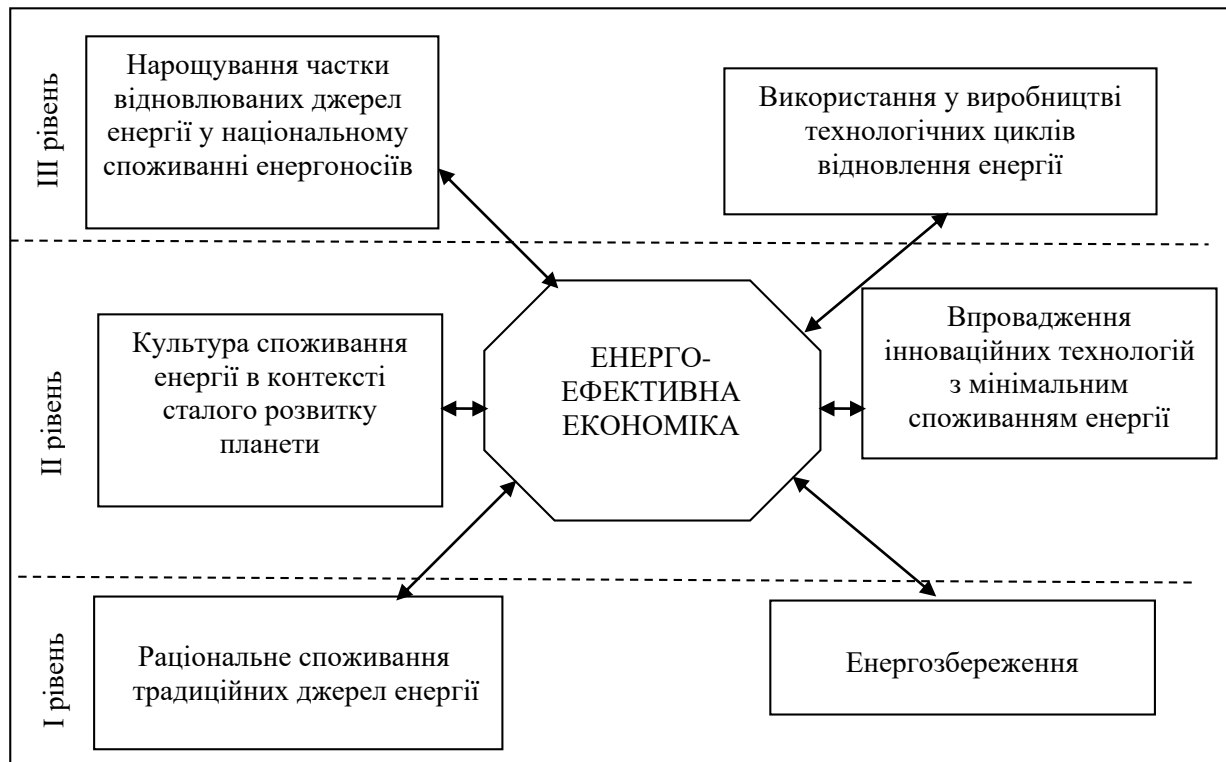 ІІІ рівень
Нарощування частки
відновлюваних джерел
енергії у національному
споживанні енергоносіїв
Використання у виробництві
технологічних циклів
відновлення енергії
ІІ рівень
Культура споживання
енергії в контексті
сталого розвитку
планети
ЕНЕРГО-
ЕФЕКТИВНА
ЕКОНОМІКА
Впровадження
інноваційних технологій
з мінімальним
споживанням енергії
І рівень
Раціональне споживання
традиційних джерел енергії
Енергозбереження